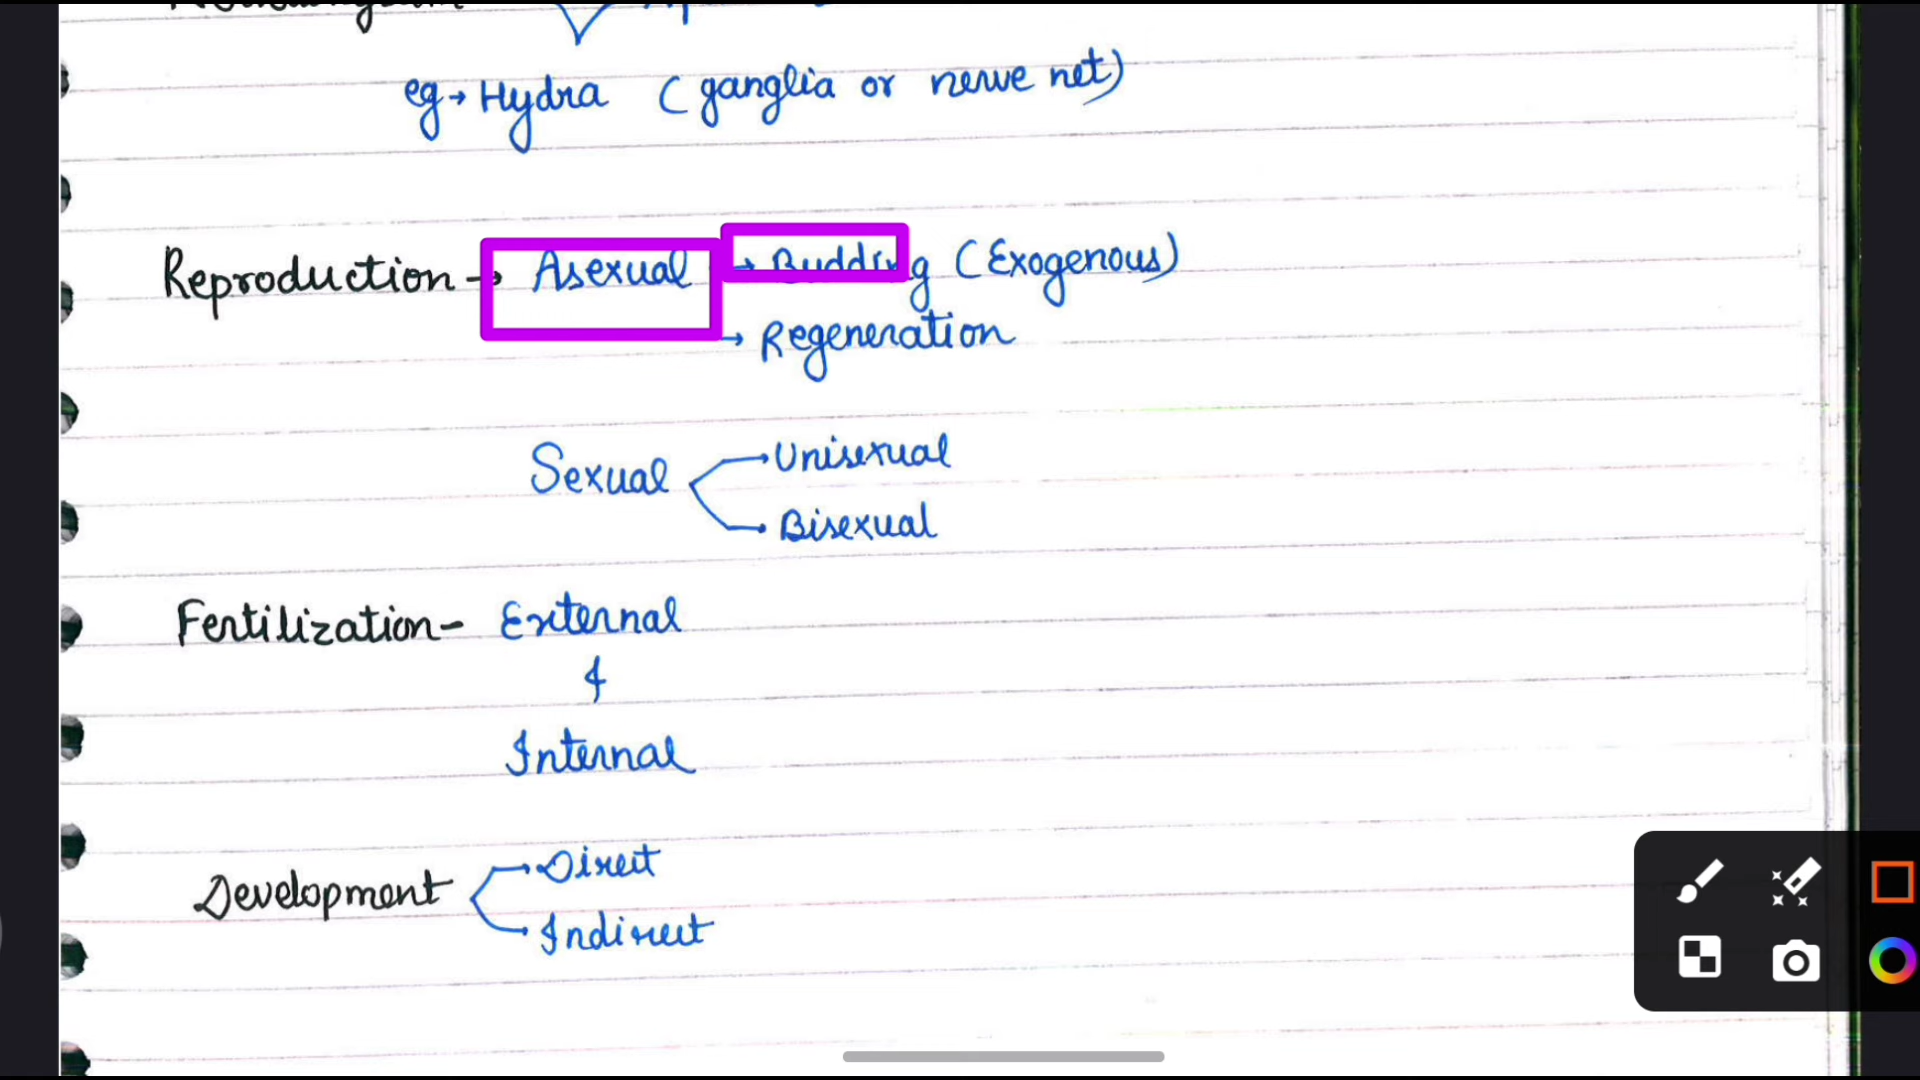 eg → Hydra (ganglia or nerve net)
Reproduction → Asexual → Budding (Exogenous)
→ Regeneration
Sexual → Unisexual
→ Bisexual
Fertilization - External
&
Internal
Development → Direct
→ Indirect